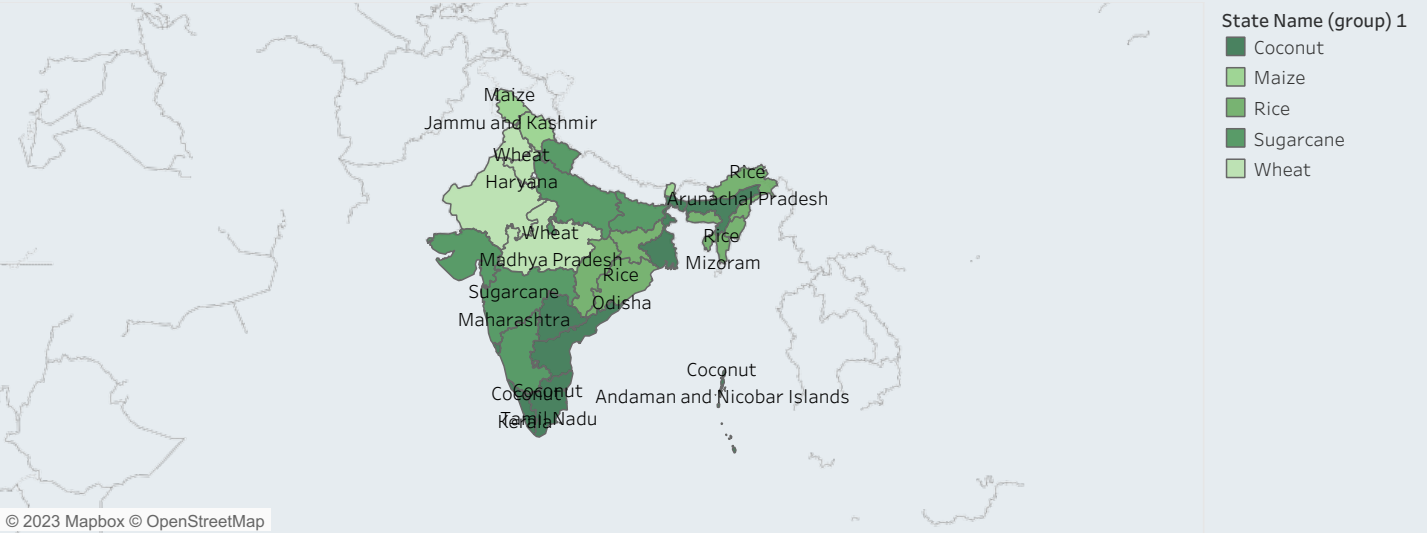 State Name (group) 1
Coconut
Maize
Rice
Sugarcane
Wheat
Maize
Jammu and Kashmir
Wheat
Haryana
Rice
Arunachal Pradesh
Wheat
Madhya Pradesh
Rice
Mizoram
Rice
Odisha
Sugarcane
Maharashtra
Coconut
Andaman and Nicobar Islands
Coconut
Kerala
Coconut
Tamil Nadu
© 2023 Mapbox © OpenStreetMap